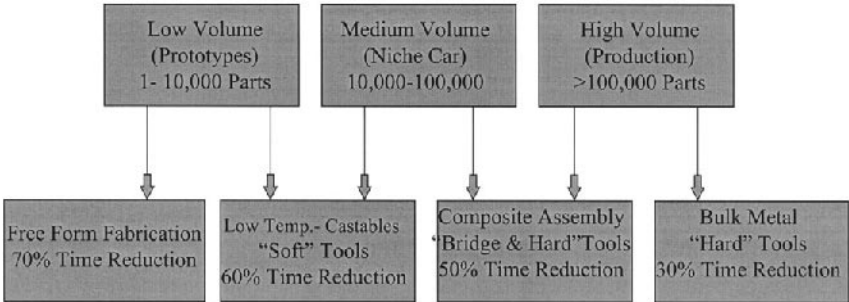 Low Volume
(Prototypes)
1- 10,000 Parts
Medium Volume
(Niche Car)
10,000-100,000
High Volume
(Production)
>100,000 Parts
Free Form Fabrication
70% Time Reduction
Low Temp.- Castables
“Soft” Tools
60% Time Reduction
Composite Assembly
“Bridge & Hard”Tools
50% Time Reduction
Bulk Metal
“Hard” Tools
30% Time Reduction